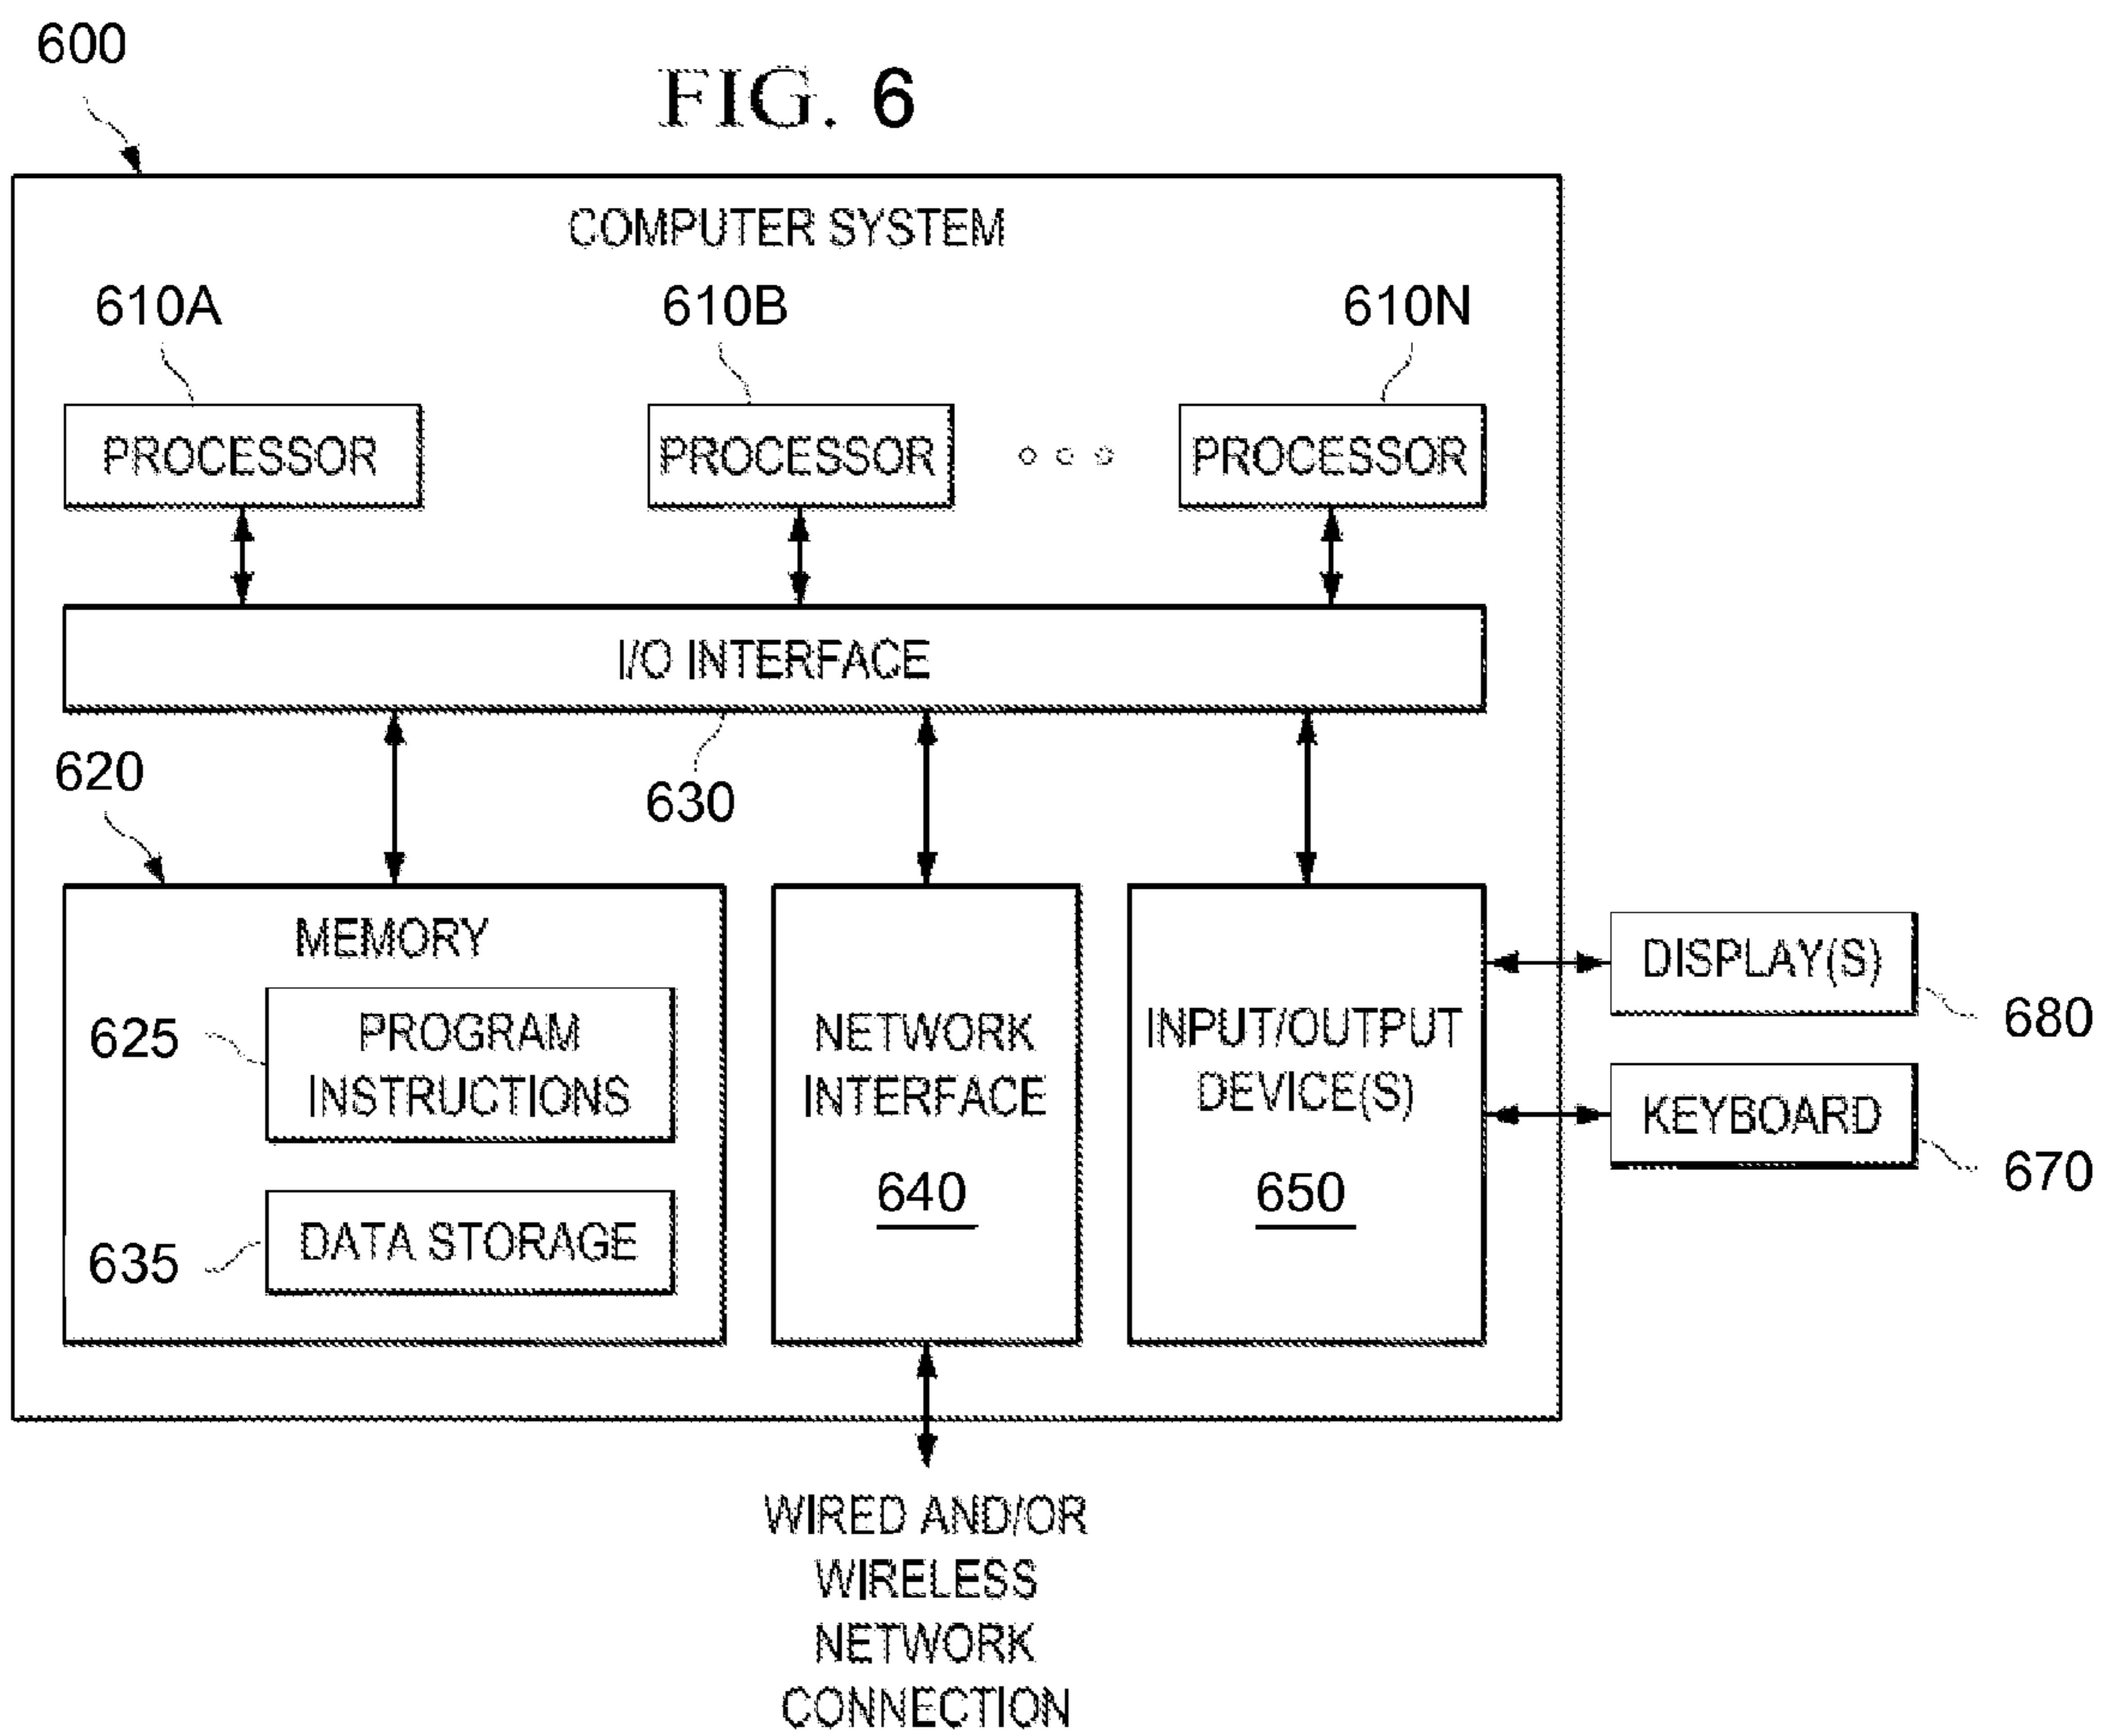 600
FIG. 6
COMPUTER SYSTEM
610A
610B
610N
PROCESSOR
PROCESSOR
PROCESSOR
I/O INTERFACE
620
630
MEMORY
625
PROGRAM
INSTRUCTIONS
635
DATA STORAGE
NETWORK
INTERFACE
640
INPUT/OUTPUT
DEVICE(S)
650
DISPLAY(S)
680
KEYBOARD
670
WIRED AND/OR
WIRELESS
NETWORK
CONNECTION